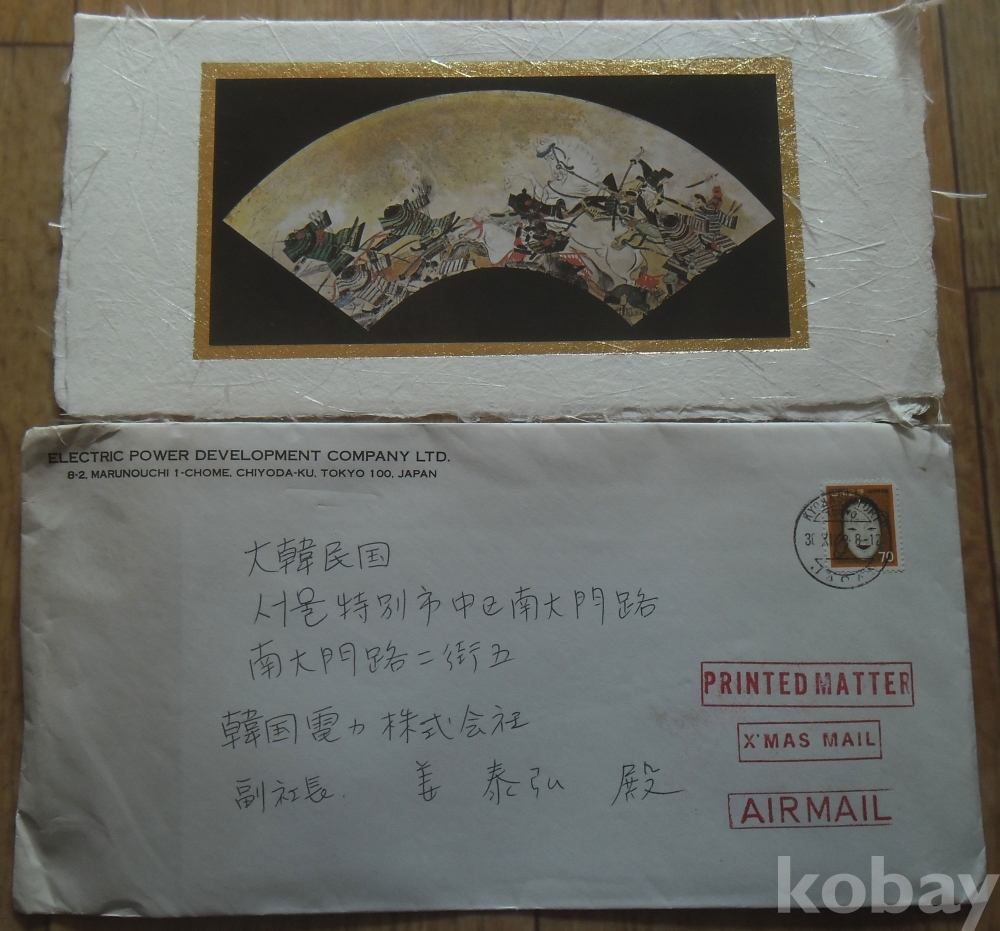 ELECTRIC POWER DEVELOPMENT COMPANY LTD.
8-2, MARUNOUCHI 1-CHOME, CHIYODA-KU, TOKYO 100, JAPAN
70
大韓民国
서울特別市中区南大門路
南大門路二街五
韓国電力株式会社
副社長 姜 泰弘 殿
PRINTED MATTER
X'MAS MAIL
AIRMAIL
kobay